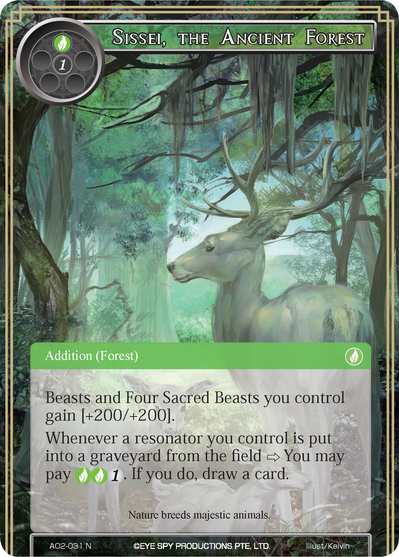 Sissei, the Ancient Forest
1
Addition (Forest)
Beasts and Four Sacred Beasts you control
gain [+200/+200].
Whenever a resonator you control is put
into a graveyard from the field ⇨ You may
pay 1. If you do, draw a card.
Nature breeds majestic animals.
A02-031 N ©EYE SPY PRODUCTIONS PTE. LTD. Illust/Kelvin